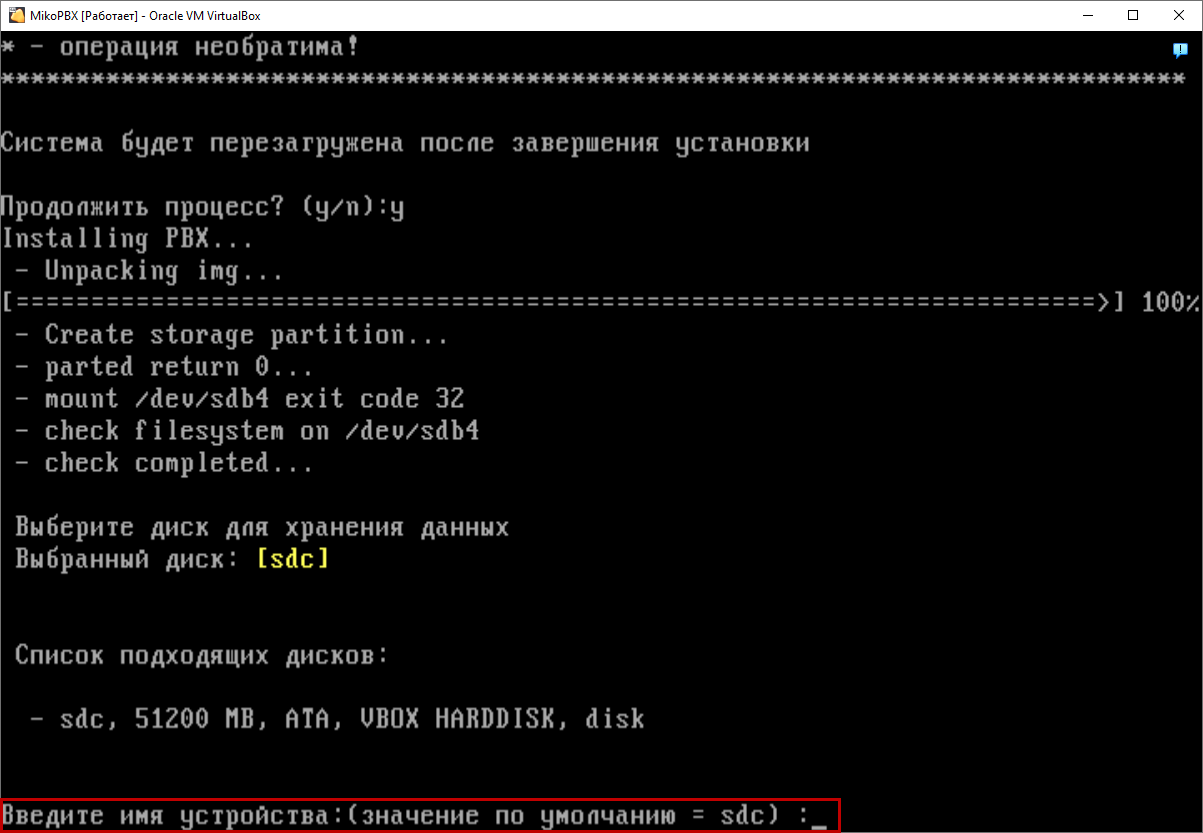 MikoPBX [Работает] - Oracle VM VirtualBox
* - операция необратима!
*******************************************************************************
Система будет перезагружена после завершения установки
Продолжить процесс? (y/n):y
Installing PBX...
- Unpacking img...
[========================================================================>] 100%
- Create storage partition...
- parted return 0...
- mount /dev/sdb4 exit code 32
- check filesystem on /dev/sdb4
- check completed...
Выберите диск для хранения данных
Выбранный диск: [sdc]
Список подходящих дисков:
- sdc, 51200 MB, ATA, VBOX HARDDISK, disk
Введите имя устройства:(значение по умолчанию = sdc) :_